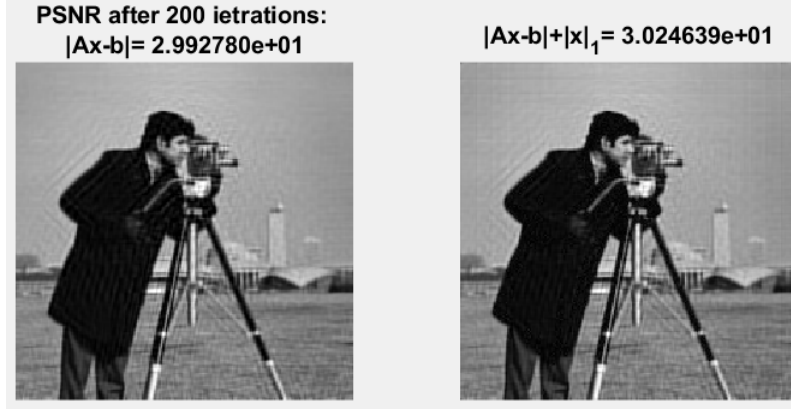 PSNR after 200 ietrations:
|Ax-b|= 2.992780e+01
|Ax-b|+|x|₁= 3.024639e+01